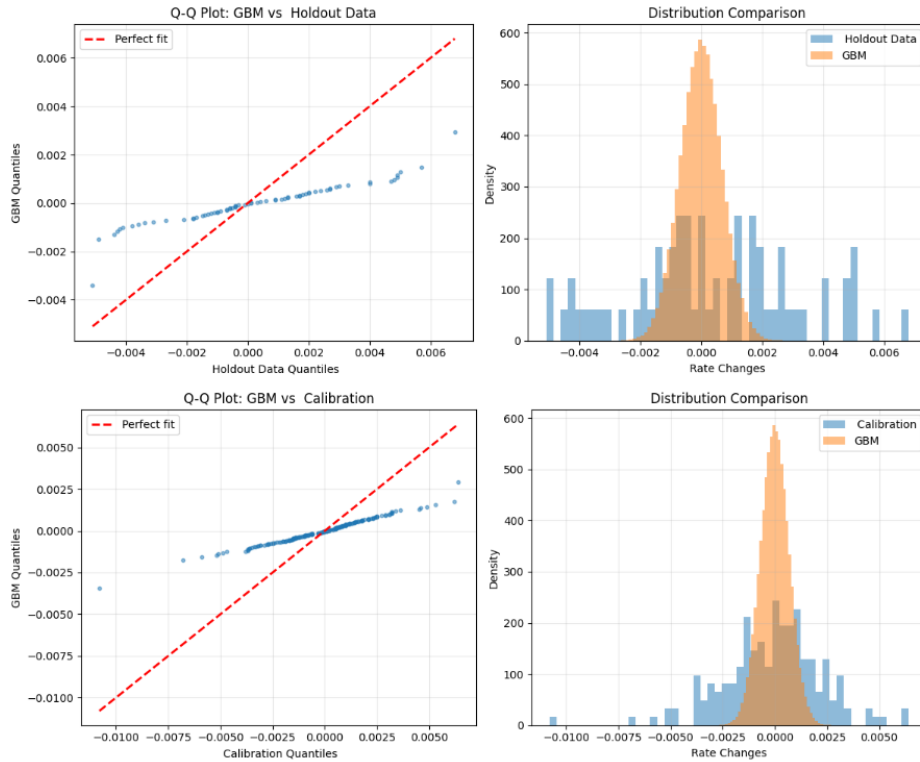 Q-Q Plot: GBM vs  Holdout Data
Perfect fit
GBM Quantiles
0.006
0.004
0.002
0.000
−0.002
−0.004
−0.004
−0.002
0.000
0.002
0.004
0.006
Holdout Data Quantiles
Distribution Comparison
Holdout Data
GBM
Density
600
500
400
300
200
100
0
−0.004
−0.002
0.000
0.002
0.004
0.006
Rate Changes
Q-Q Plot: GBM vs  Calibration
Perfect fit
GBM Quantiles
0.0050
0.0025
0.0000
−0.0025
−0.0050
−0.0075
−0.0100
−0.0100
−0.0075
−0.0050
−0.0025
0.0000
0.0025
0.0050
Calibration Quantiles
Distribution Comparison
Calibration
GBM
Density
600
500
400
300
200
100
0
−0.0100
−0.0075
−0.0050
−0.0025
0.0000
0.0025
0.0050
Rate Changes